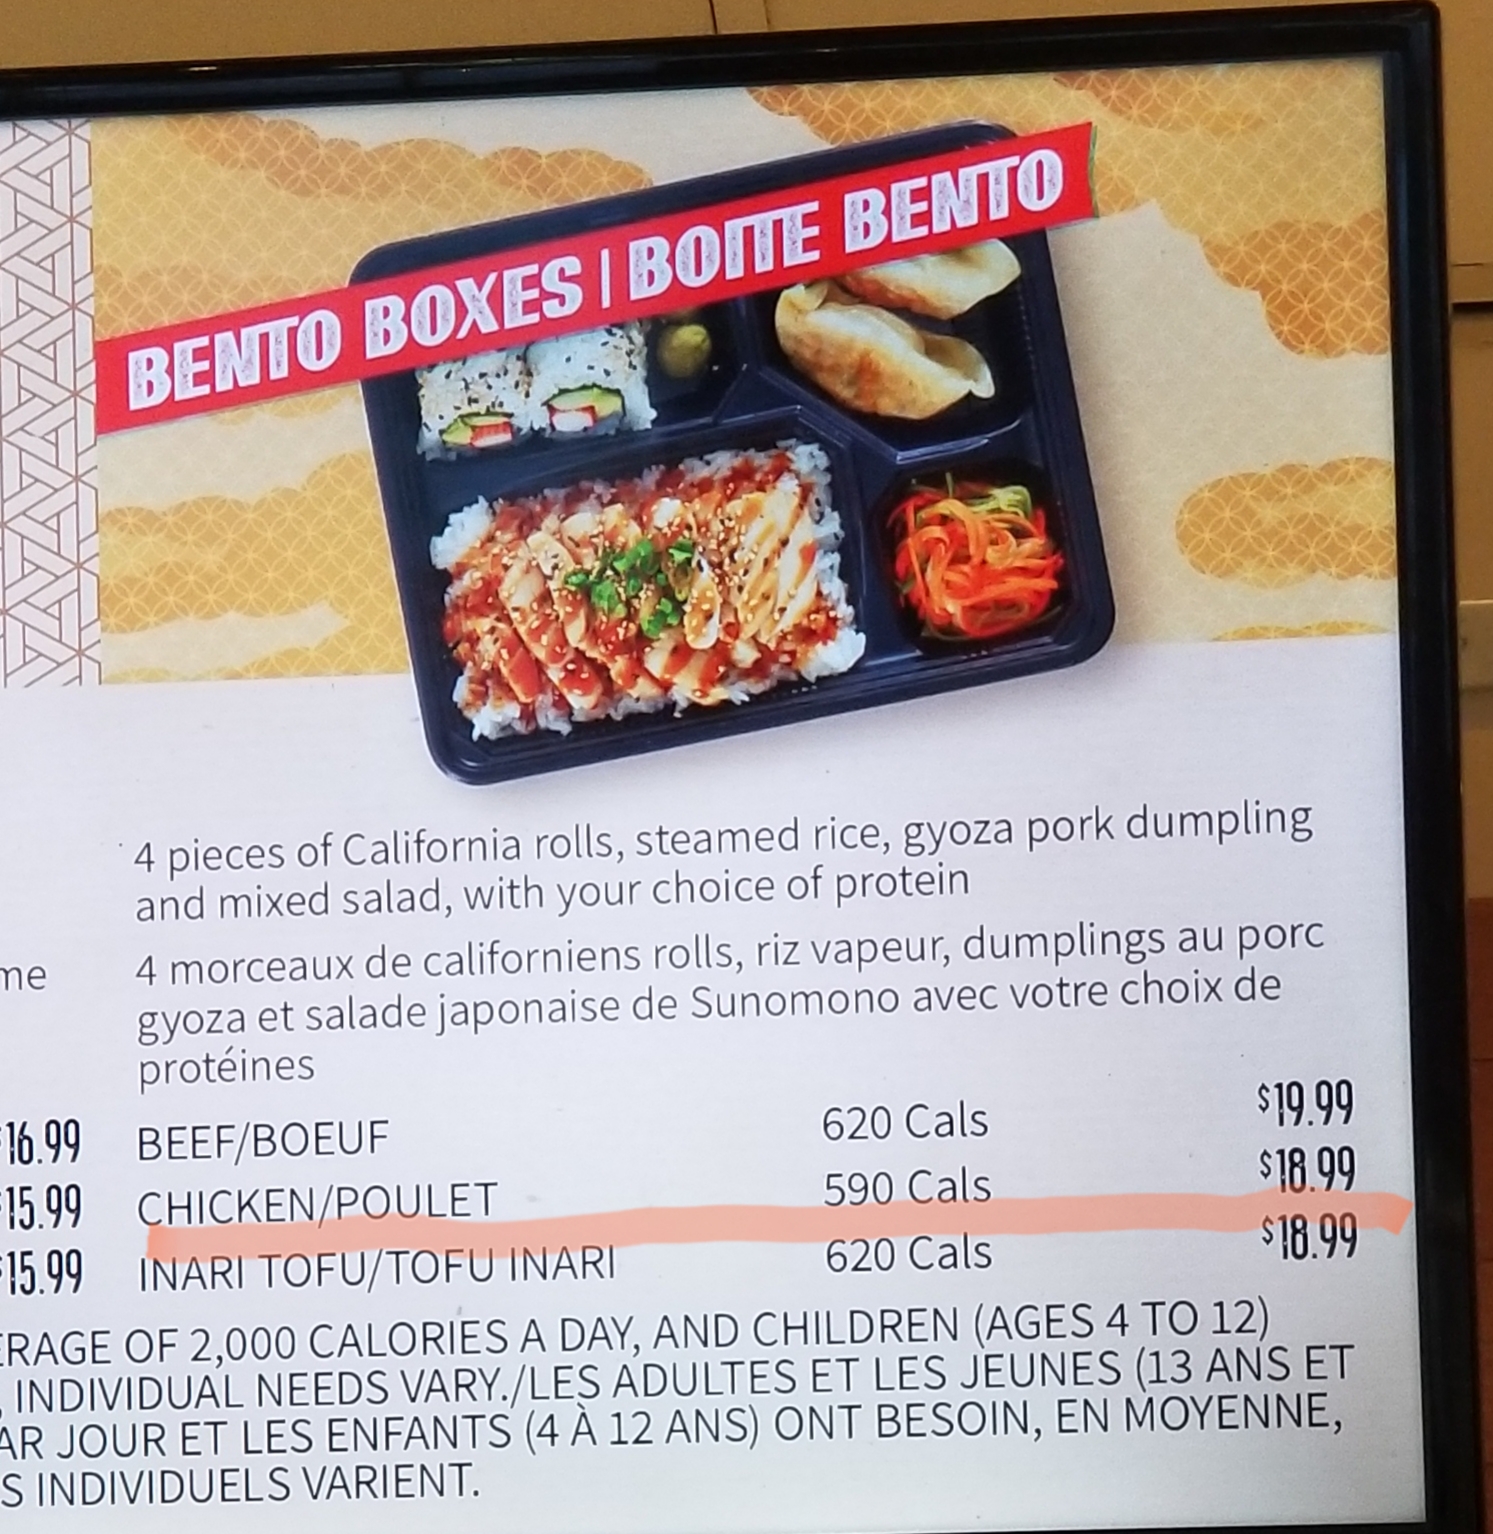 BENTO BOXES | BOITE BENTO
4 pieces of California rolls, steamed rice, gyoza pork dumpling
and mixed salad, with your choice of protein
4 morceaux de californiens rolls, riz vapeur, dumplings au porc
gyoza et salade japonaise de Sunomono avec votre choix de
protéines
me
$16.99 BEEF/BOEUF 620 Cals $19.99
$15.99 CHICKEN/POULET 590 Cals $18.99
$15.99 INARI TOFU/TOFU INARI 620 Cals $18.99
ERAGE OF 2,000 CALORIES A DAY, AND CHILDREN (AGES 4 TO 12)
, INDIVIDUAL NEEDS VARY./LES ADULTES ET LES JEUNES (13 ANS ET
AR JOUR ET LES ENFANTS (4 À 12 ANS) ONT BESOIN, EN MOYENNE,
S INDIVIDUELS VARIENT.